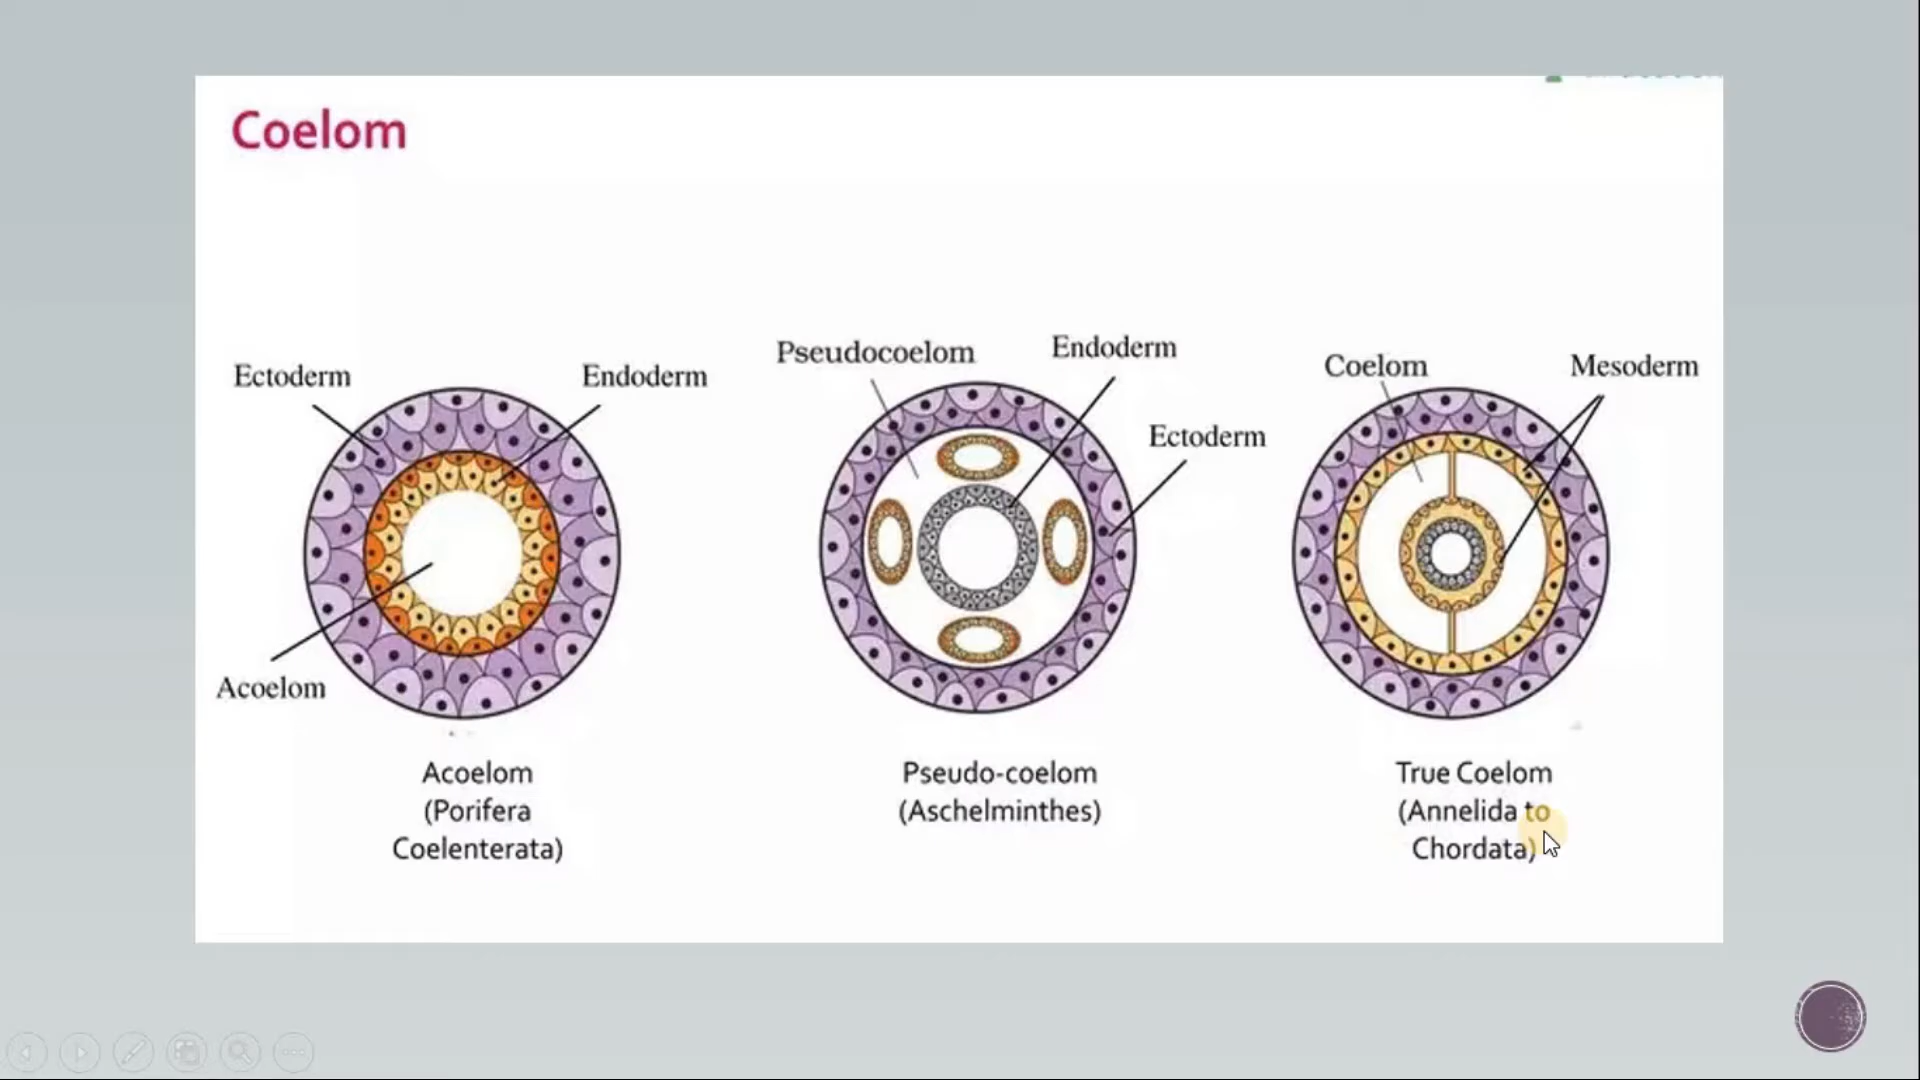 Coelom
Ectoderm
Endoderm
Acoelom
Pseudocoelom
Endoderm
Ectoderm
Coelom
Mesoderm
Acoelom
(Porifera
Coelenterata)
Pseudo-coelom
(Aschelminthes)
True Coelom
(Annelida to
Chordata)